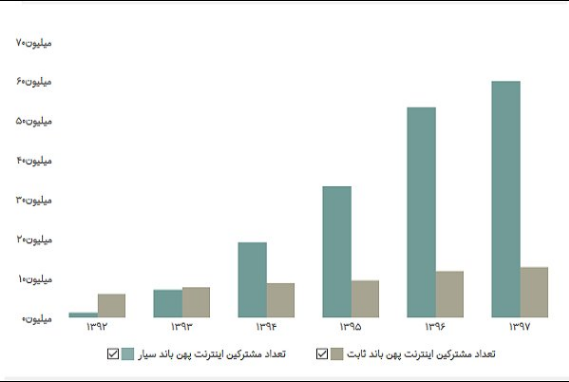 ۷۰میلیون
۶۰میلیون
۵۰میلیون
۴۰میلیون
۳۰میلیون
۲۰میلیون
۱۰میلیون
۰میلیون
۱۳۹۲ ۱۳۹۳ ۱۳۹۴ ۱۳۹۵ ۱۳۹۶ ۱۳۹۷
تعداد مشترکین اینترنت پهن باند ثابت تعداد مشترکین اینترنت پهن باند سیار